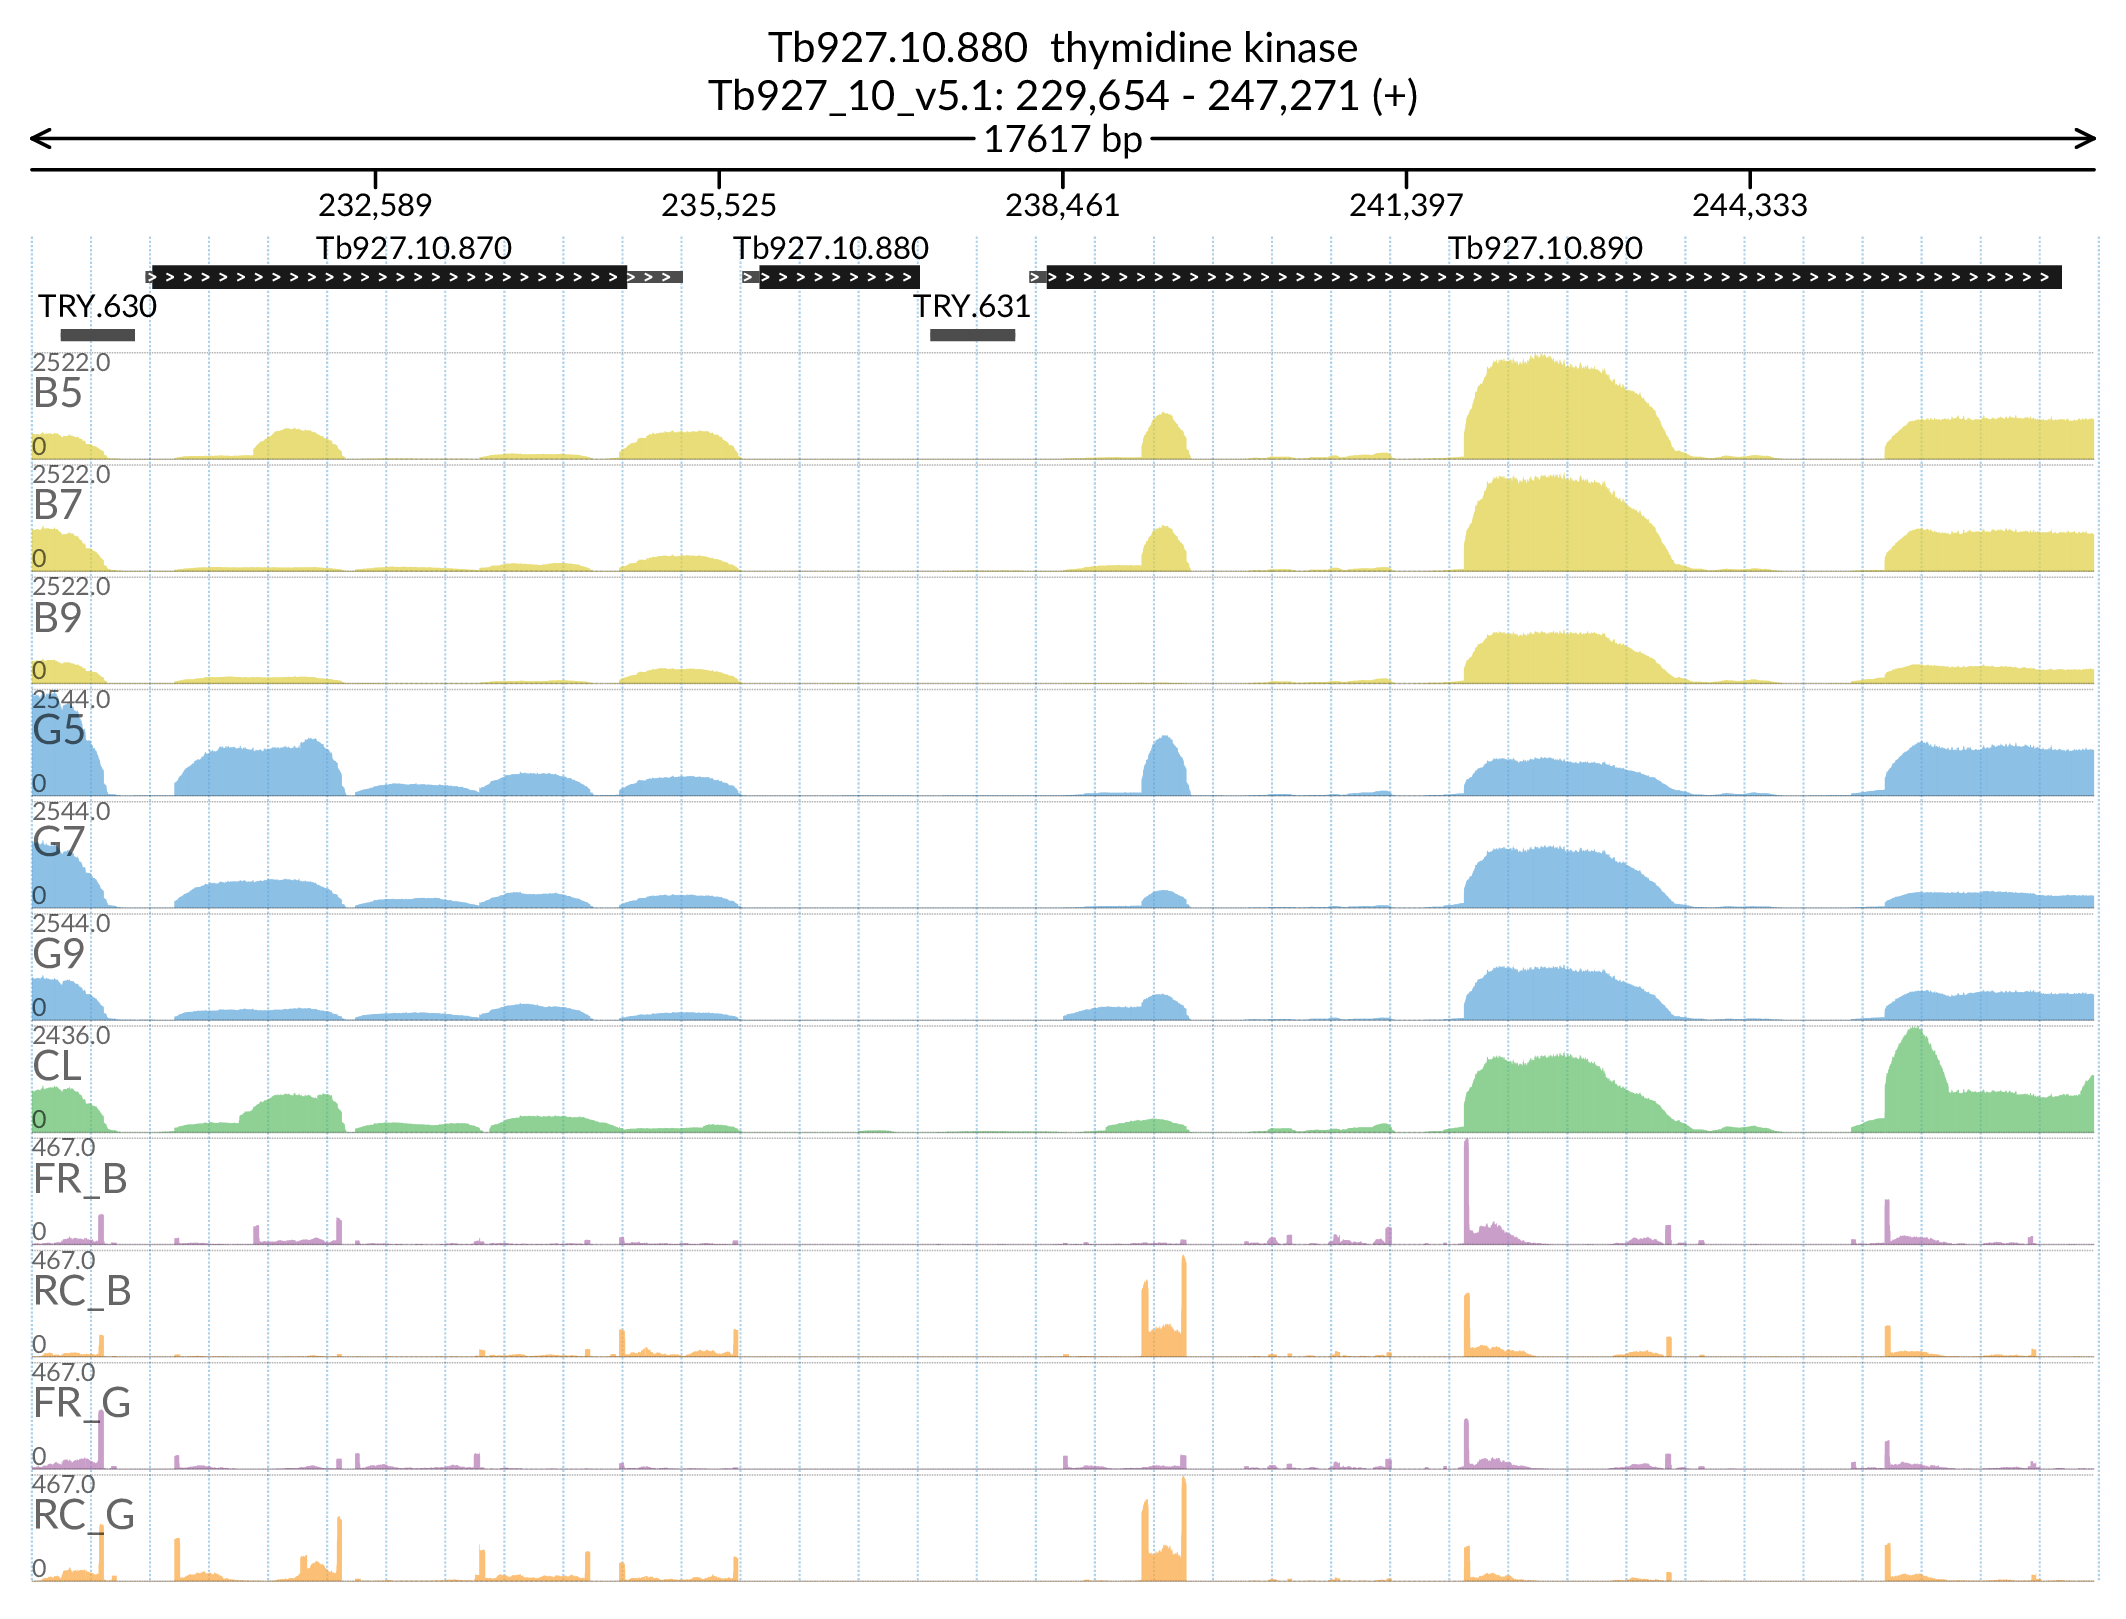 Tb927.10.880 thymidine kinase
Tb927_10_v5.1: 229,654 - 247,271 (+)
17617 bp
232,589 235,525 238,461 241,397 244,333
Tb927.10.870 Tb927.10.880 Tb927.10.890
TRY.630 TRY.631
2522.0
B5
0
2522.0
B7
0
2522.0
B9
0
2544.0
G5
0
2544.0
G7
0
2544.0
G9
0
2436.0
CL
0
467.0
FR_B
0
467.0
RC_B
0
467.0
FR_G
0
467.0
RC_G
0